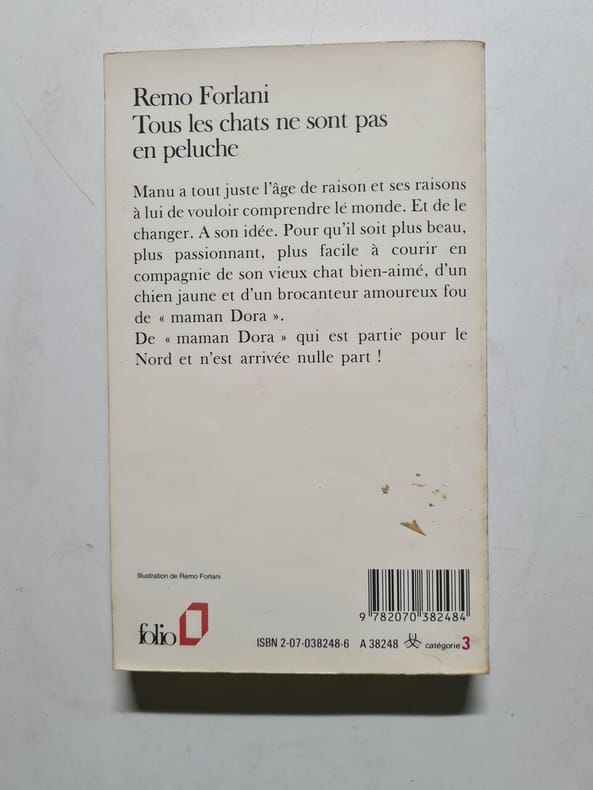 Remo Forlani
Tous les chats ne sont pas
en peluche
Manu a tout juste l'âge de raison et ses raisons
à lui de vouloir comprendre le monde. Et de le
changer. A son idée. Pour qu'il soit plus beau,
plus passionnant, plus facile à courir en
compagnie de son vieux chat bien-aimé, d'un
chien jaune et d'un brocanteur amoureux fou
de « maman Dora ».
De « maman Dora » qui est partie pour le
Nord et n'est arrivée nulle part !
Illustration de Remo Forlani
9 782070 382484
folio
ISBN 2-07-038248-6 A 38248 catégorie 3